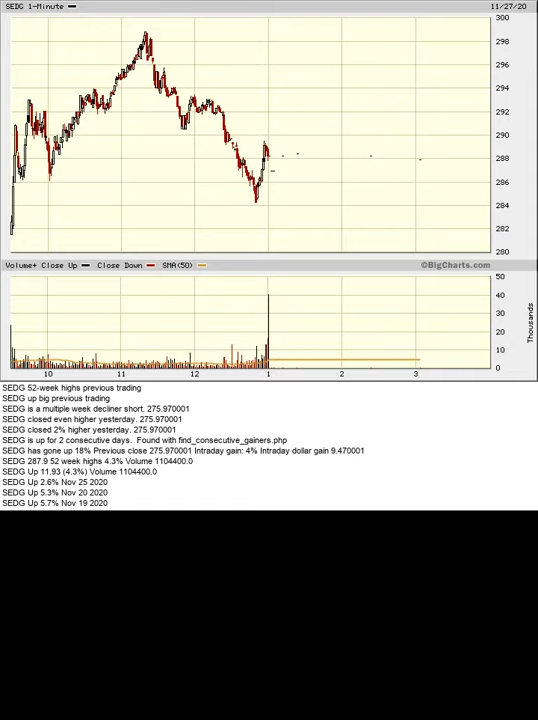 SEDG 1-Minute 11/27/20
300
298
296
294
292
290
288
286
284
282
280
Volume+ Close Up Close Down SMA(50) ©BigCharts.com
50
40
30
20
10
0
Thousands
10 11 12 1 2 3
SEDG 52-week highs previous trading
SEDG up big previous trading
SEDG is a multiple week decliner short. 275.970001
SEDG closed even higher yesterday. 275.970001
SEDG closed 2% higher yesterday. 275.970001
SEDG is up for 2 consecutive days. Found with find_consecutive_gainers.php
SEDG has gone up 18% Previous close 275.970001 Intraday gain: 4% Intraday dollar gain 9.470001
SEDG 287.9 52 week highs 4.3% Volume 1104400.0
SEDG Up 11.93 (4.3%) Volume 1104400.0
SEDG Up 2.6% Nov 25 2020
SEDG Up 5.3% Nov 20 2020
SEDG Up 5.7% Nov 19 2020